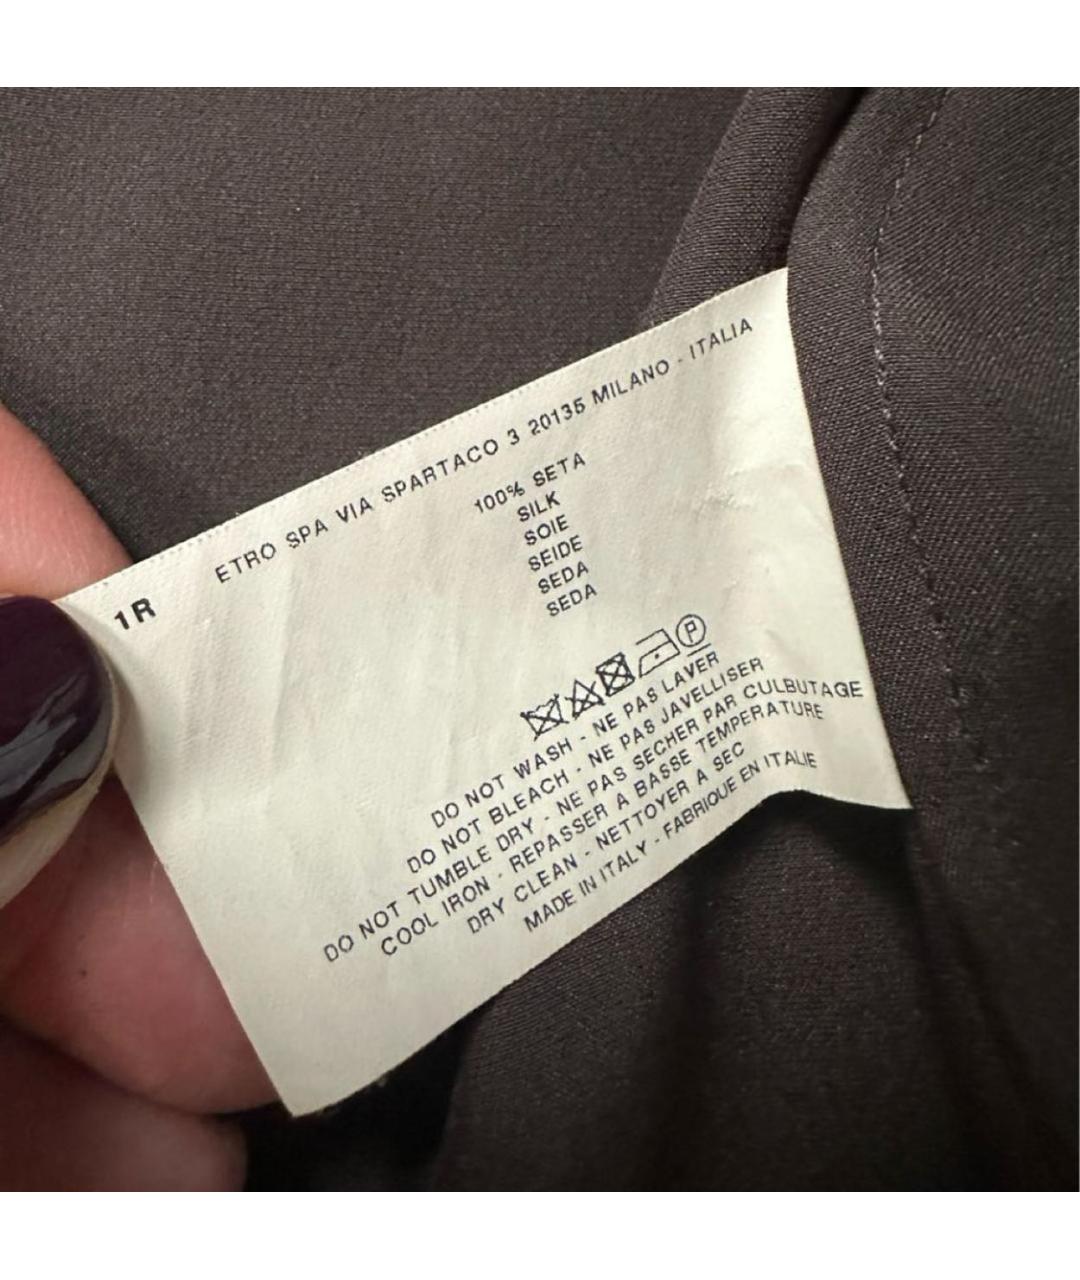 ETRO SPA VIA SPARTACO 3 20135 MILANO - ITALIA
100% SETA
SILK
SOIE
SEIDE
SEDA
SEDA
1R
P
DO NOT WASH - NE PAS LAVER
DO NOT BLEACH - NE PAS JAVELLISER
DO NOT TUMBLE DRY - NE PAS SECHER PAR CULBUTAGE
COOL IRON - REPASSER A BASSE TEMPERATURE
DRY CLEAN - NETTOYER A SEC
MADE IN ITALY - FABRIQUE EN ITALIE